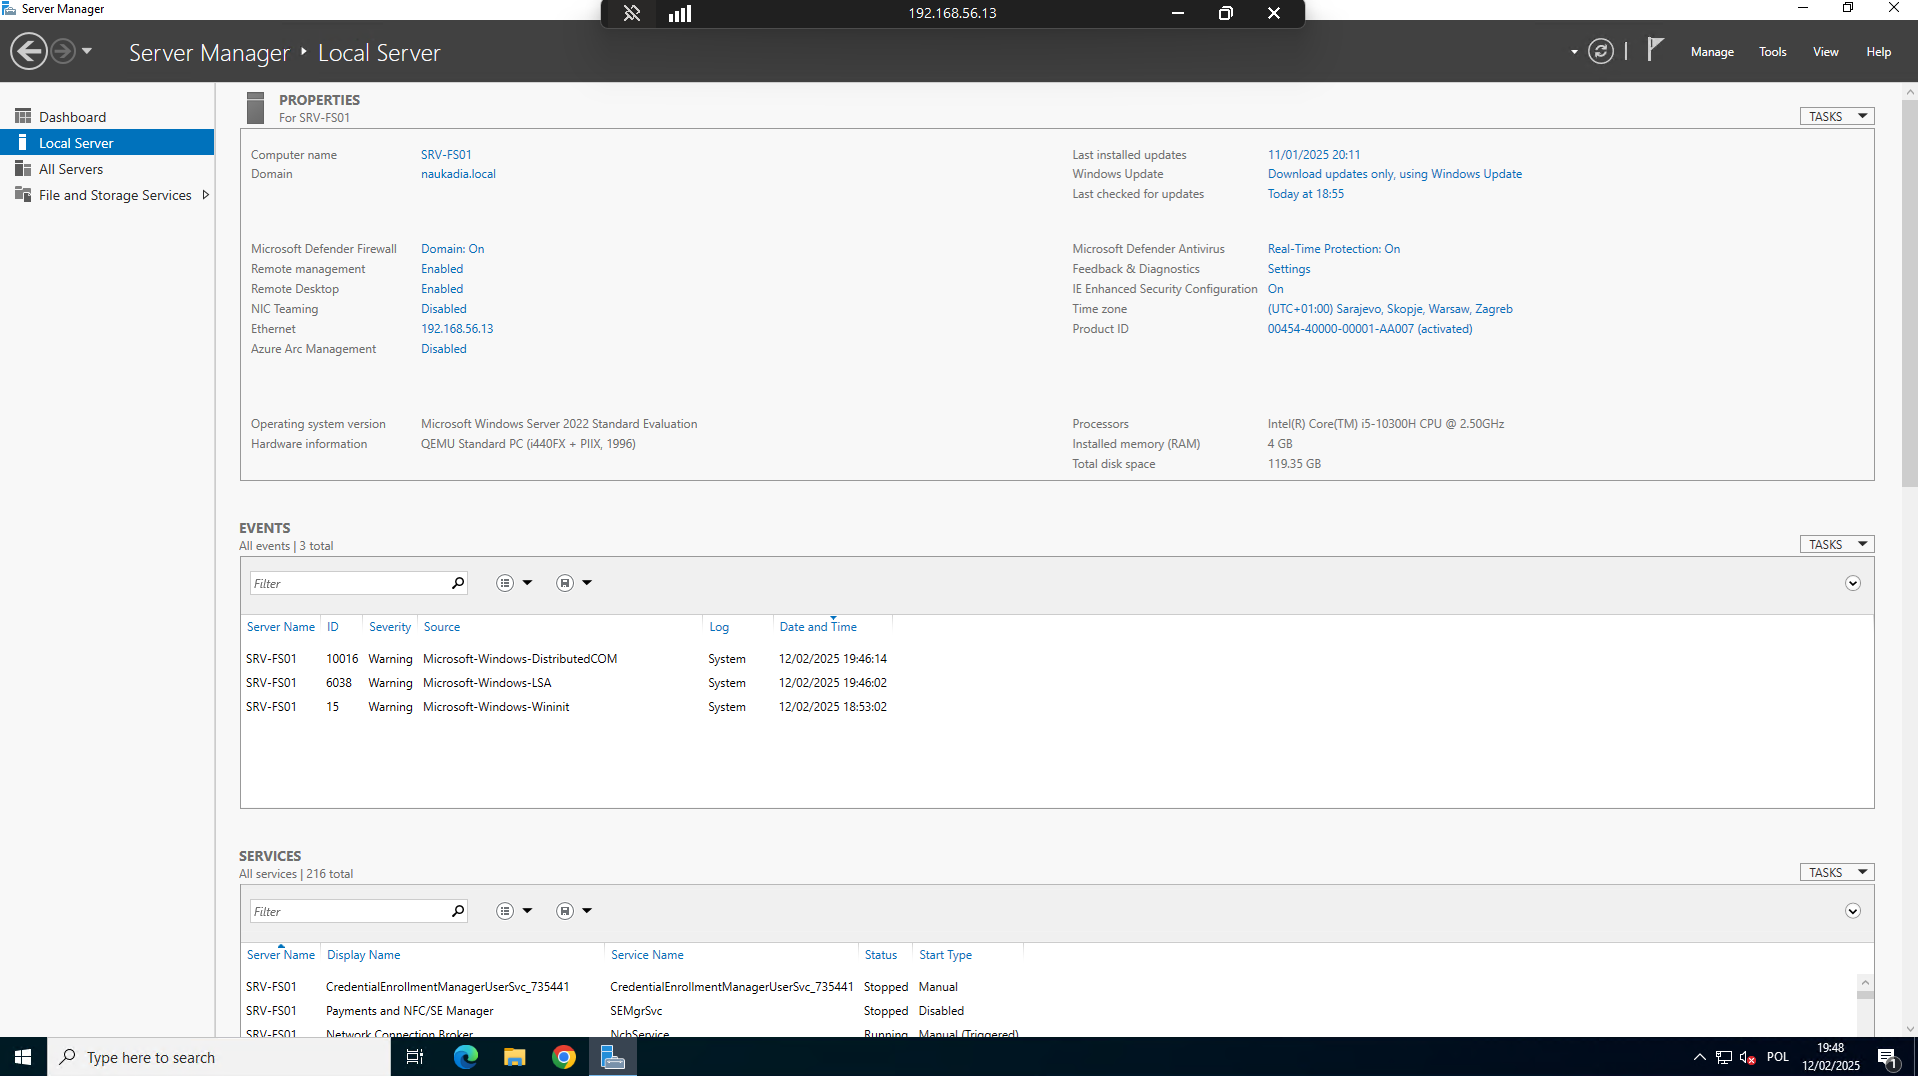 Server Manager
192.168.56.13
Server Manager Local Server
Manage Tools View Help
Dashboard
Local Server
All Servers
File and Storage Services
PROPERTIES
For SRV-FS01
TASKS
Computer name SRV-FS01 Last installed updates 11/01/2025 20:11
Domain naukadia.local Windows Update Download updates only, using Windows Update
Last checked for updates Today at 18:55
Microsoft Defender Firewall Domain: On Microsoft Defender Antivirus Real-Time Protection: On
Remote management Enabled Feedback & Diagnostics Settings
Remote Desktop Enabled IE Enhanced Security Configuration On
NIC Teaming Disabled Time zone (UTC+01:00) Sarajevo, Skopje, Warsaw, Zagreb
Ethernet 192.168.56.13 Product ID 00454-40000-00001-AA007 (activated)
Azure Arc Management Disabled
Operating system version Microsoft Windows Server 2022 Standard Evaluation Processors Intel(R) Core(TM) i5-10300H CPU @ 2.50GHz
Hardware information QEMU Standard PC (i440FX + PIIX, 1996) Installed memory (RAM) 4 GB
Total disk space 119.35 GB
EVENTS
All events | 3 total
TASKS
Filter
Server Name ID Severity Source Log Date and Time
SRV-FS01 10016 Warning Microsoft-Windows-DistributedCOM System 12/02/2025 19:46:14
SRV-FS01 6038 Warning Microsoft-Windows-LSA System 12/02/2025 19:46:02
SRV-FS01 15 Warning Microsoft-Windows-Wininit System 12/02/2025 18:53:02
SERVICES
All services | 216 total
TASKS
Filter
Server Name Display Name Service Name Status Start Type
SRV-FS01 CredentialEnrollmentManagerUserSvc_735441 CredentialEnrollmentManagerUserSvc_735441 Stopped Manual
SRV-FS01 Payments and NFC/SE Manager SEMgrSvc Stopped Disabled
SRV-FS01 Network Connection Broker NcbService Running Manual (Triggered)
Type here to search
POL
19:48
12/02/2025
1